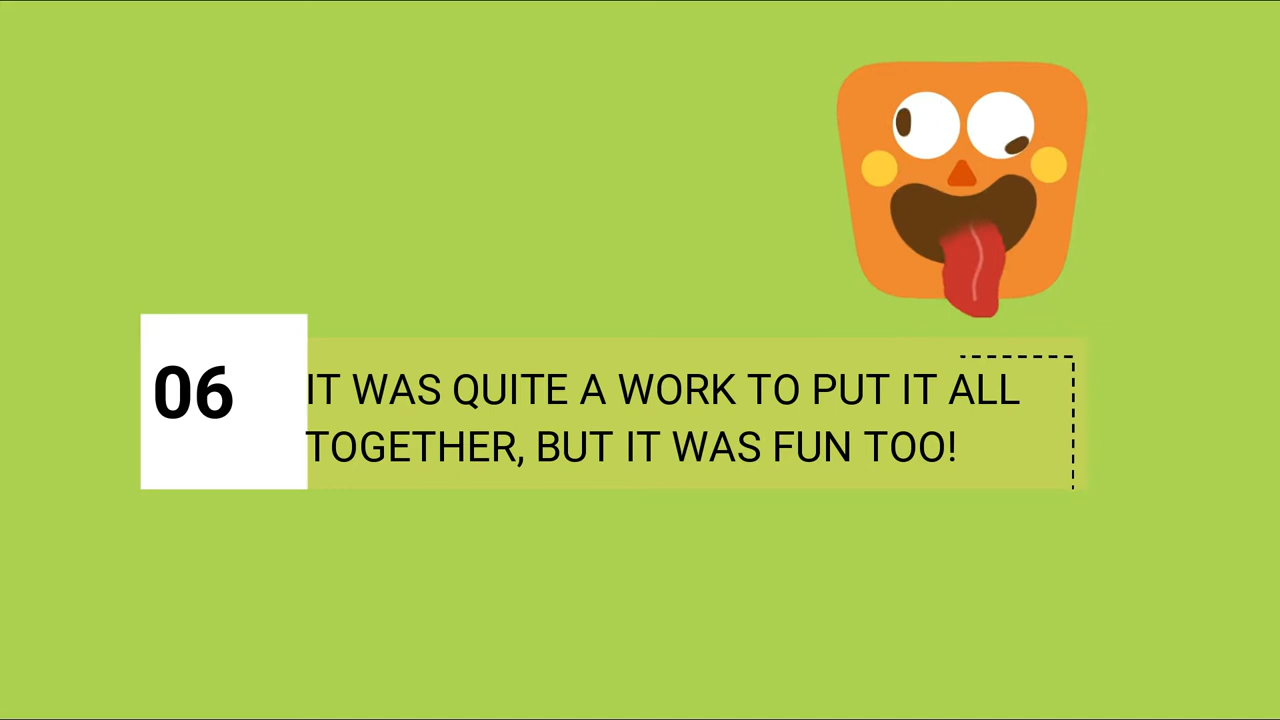 06
IT WAS QUITE A WORK TO PUT IT ALL
TOGETHER, BUT IT WAS FUN TOO!